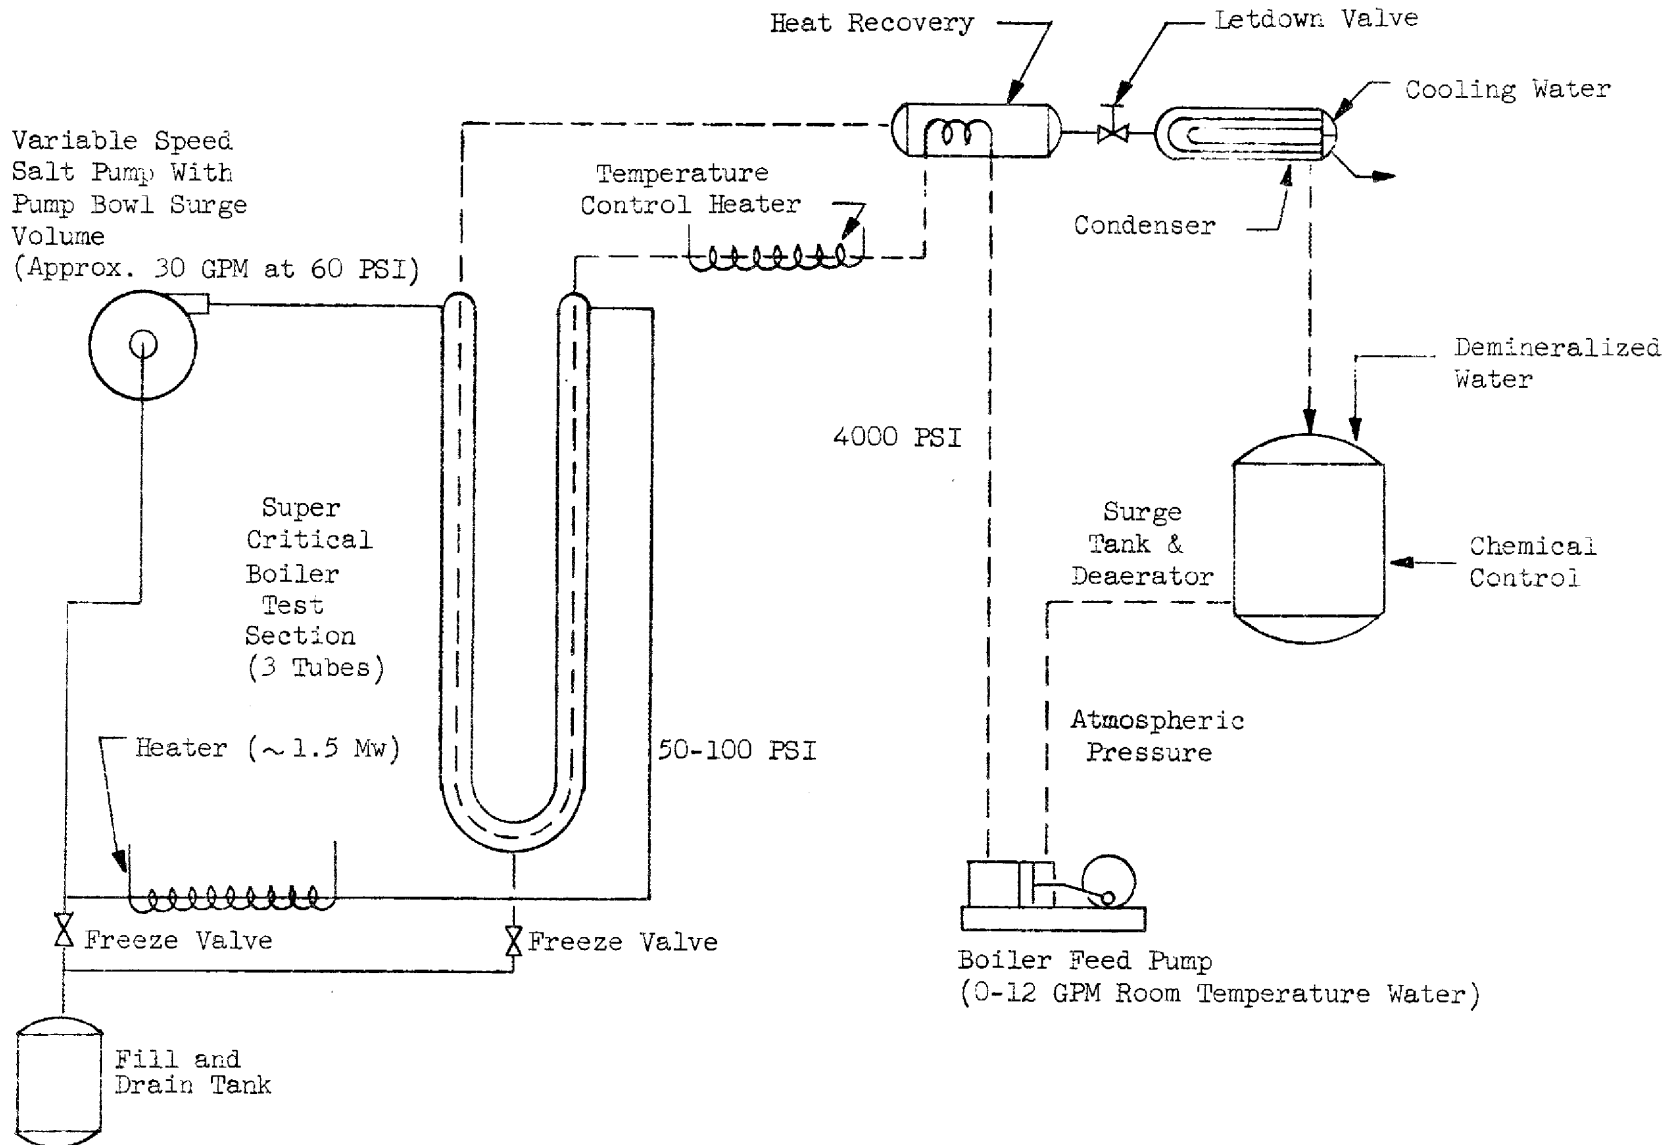 Heat Recovery
Letdown Valve
Cooling Water
Variable Speed
Salt Pump With
Pump Bowl Surge
Volume
(Approx. 30 GPM at 60 PSI)
Temperature
Control Heater
Condenser
Demineralized
Water
4000 PSI
Super
Critical
Boiler
Test
Section
(3 Tubes)
Surge
Tank &
Deaerator
Chemical
Control
Heater (~1.5 Mw)
50-100 PSI
Atmospheric
Pressure
Freeze Valve
Freeze Valve
Boiler Feed Pump
(0-12 GPM Room Temperature Water)
Fill and
Drain Tank